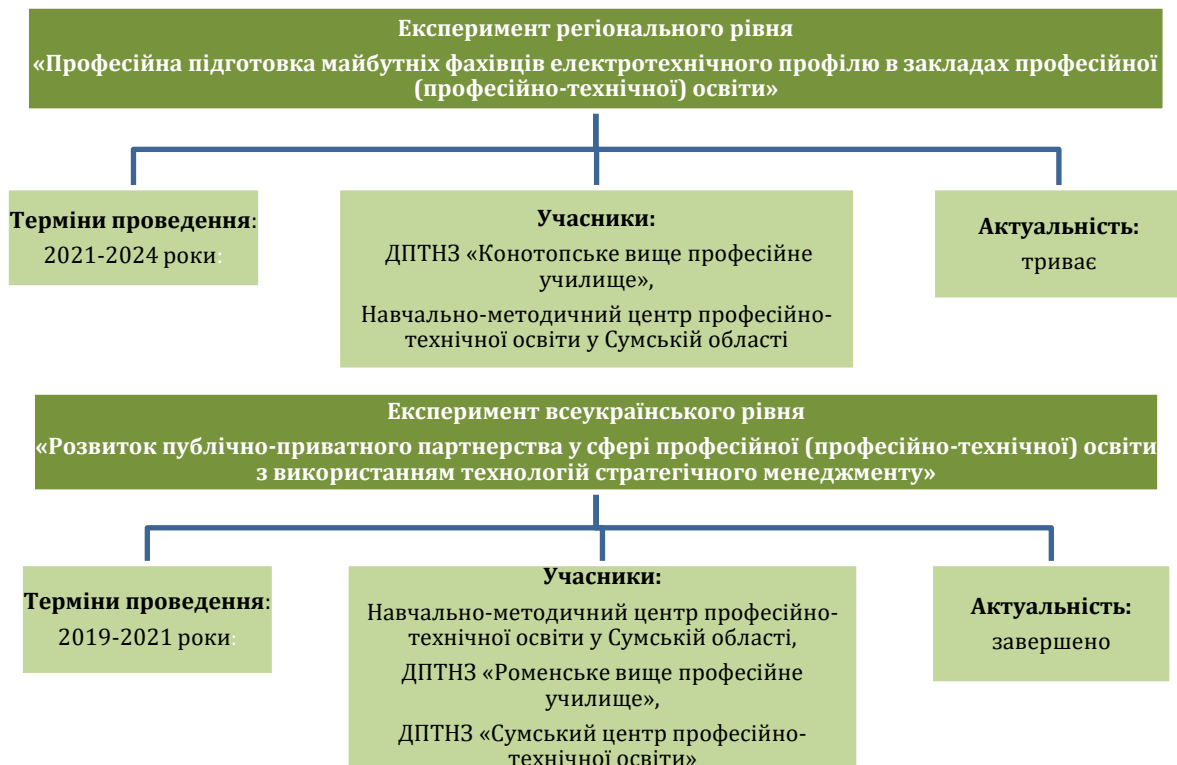 Експеримент регіонального рівня
«Професійна підготовка майбутніх фахівців електротехнічного профілю в закладах професійної
(професійно-технічної) освіти»
Терміни проведення:
2021-2024 роки:
Учасники:
ДПТНЗ «Конотопське вище професійне
училище»,
Навчально-методичний центр професійно-
технічної освіти у Сумській області
Актуальність:
триває
Експеримент всеукраїнського рівня
«Розвиток публічно-приватного партнерства у сфері професійної (професійно-технічної) освіти
з використанням технологій стратегічного менеджменту»
Терміни проведення:
2019-2021 роки:
Учасники:
Навчально-методичний центр професійно-
технічної освіти у Сумській області,
ДПТНЗ «Роменське вище професійне
училище»,
ДПТНЗ «Сумський центр професійно-
технічної освіти»
Актуальність:
завершено